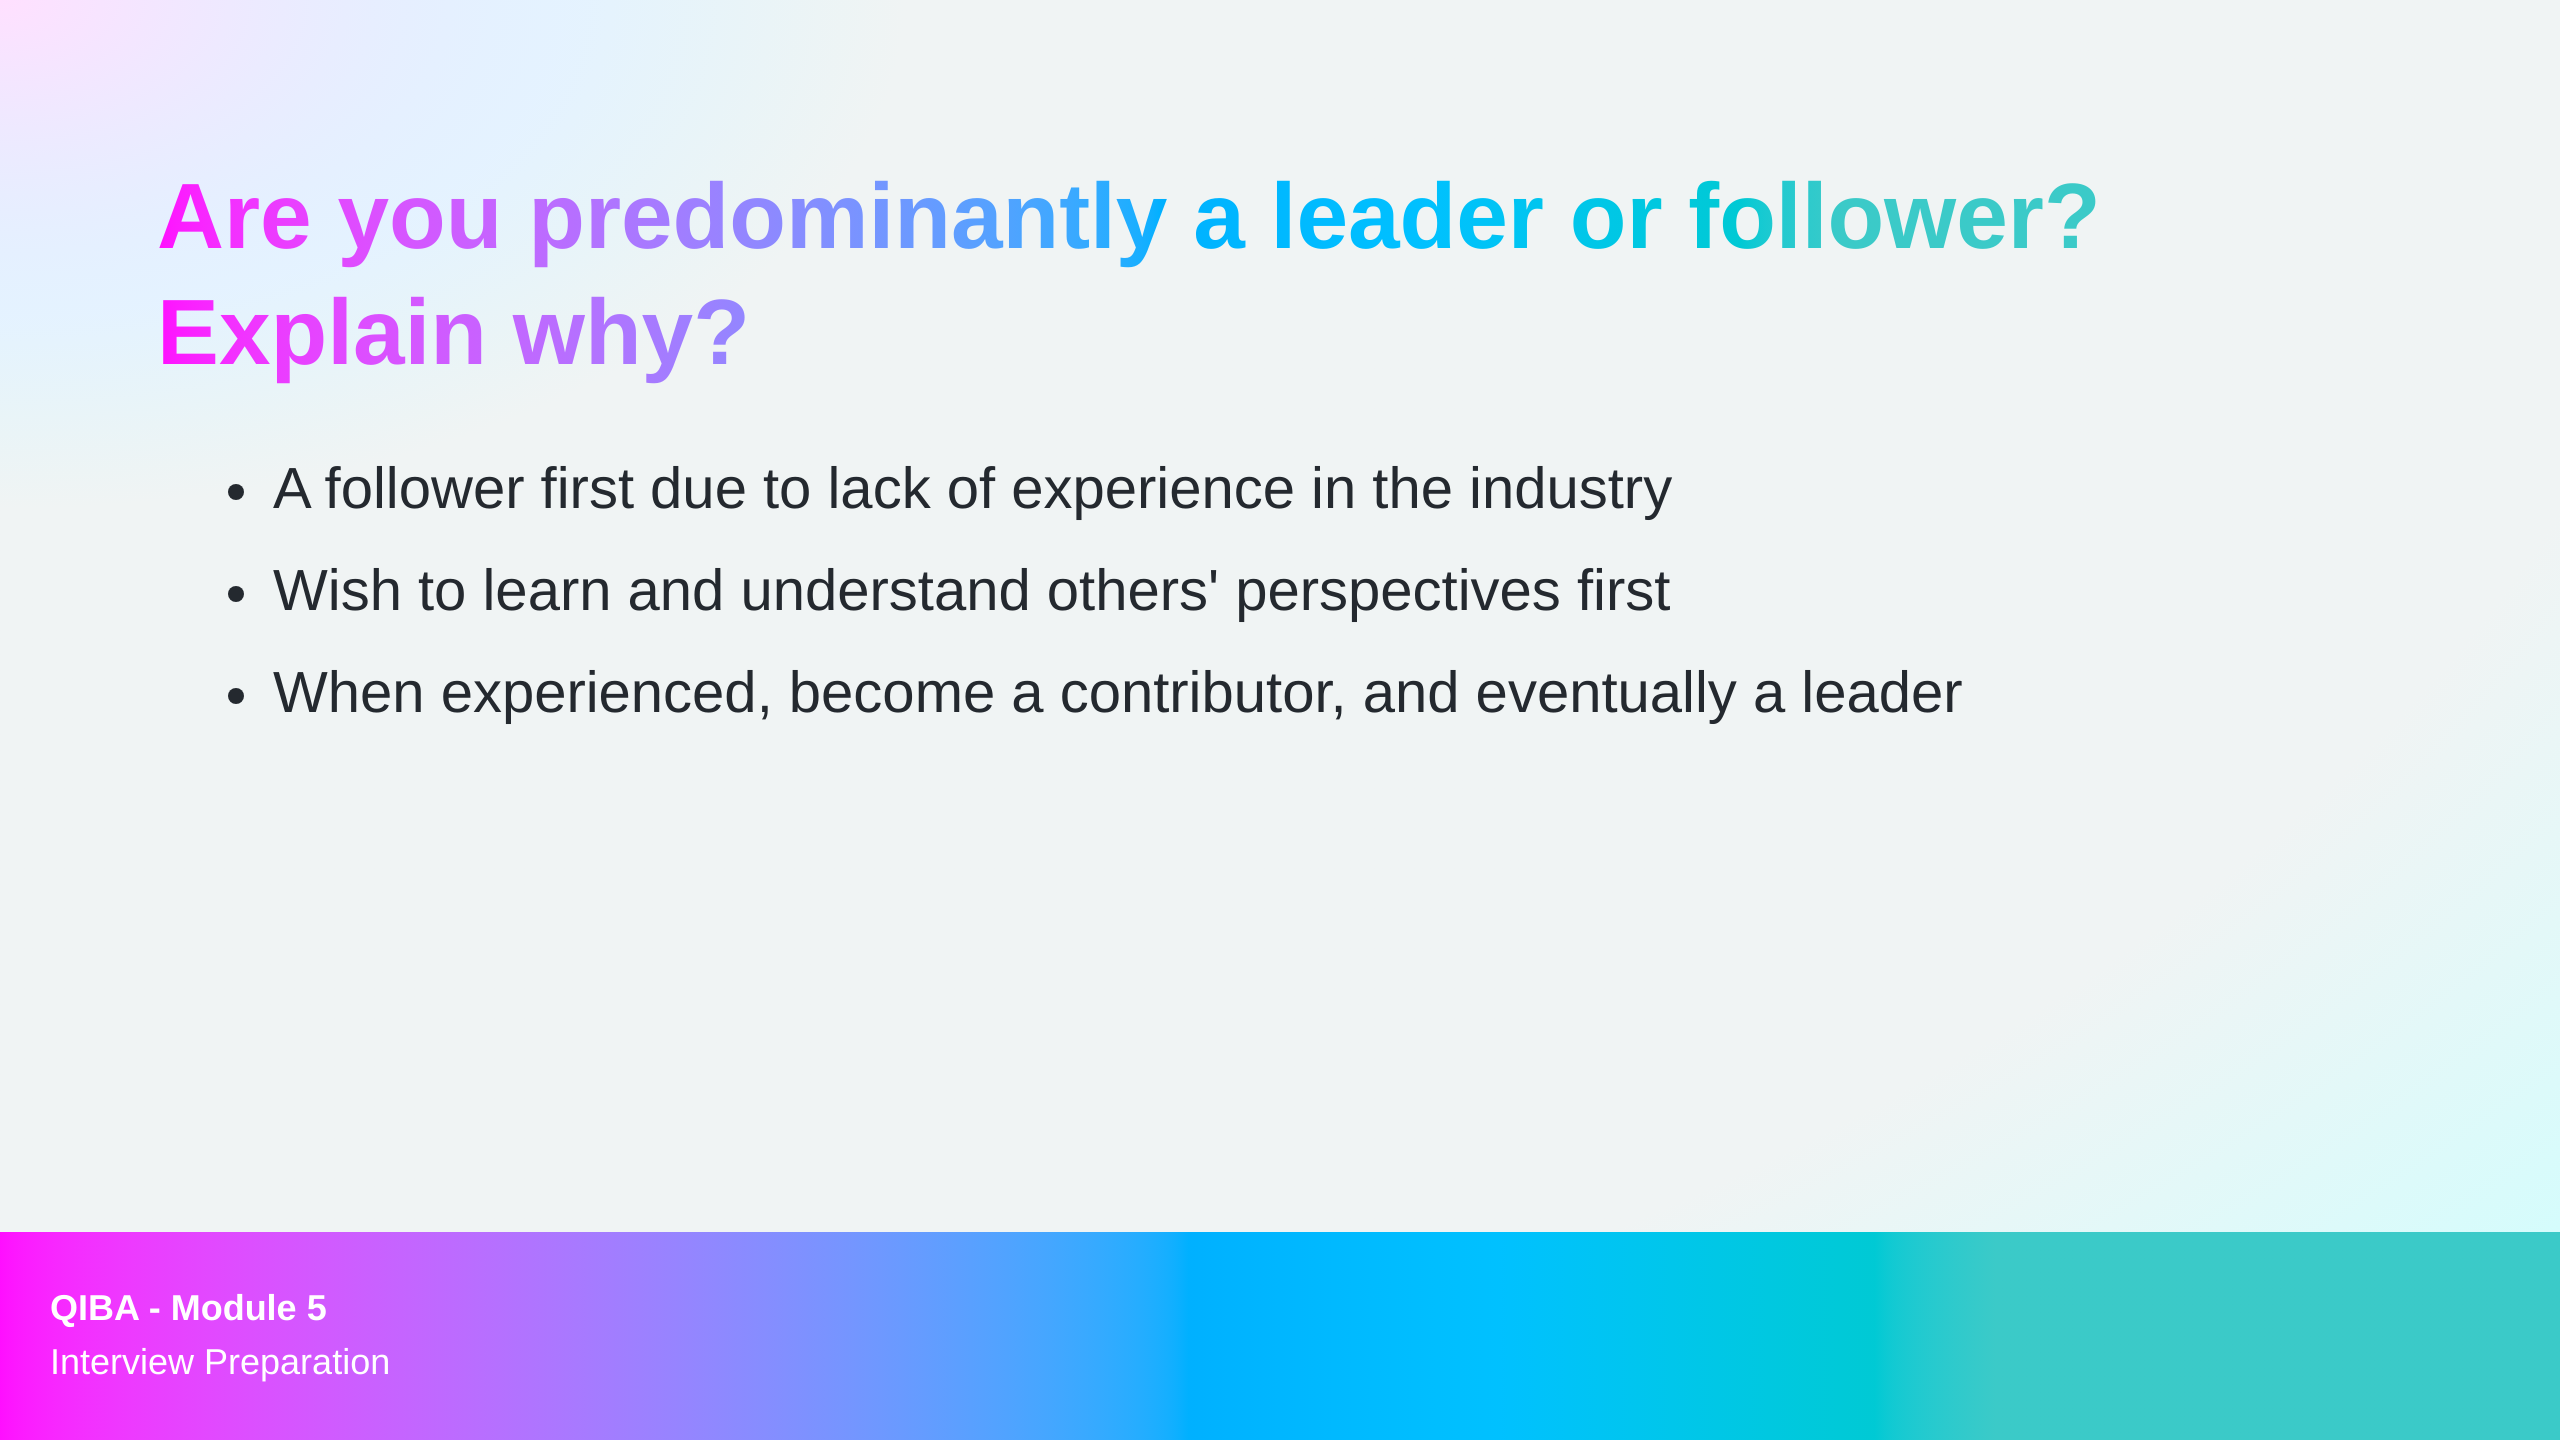 Are you predominantly a leader or follower?
Explain why?
• A follower first due to lack of experience in the industry
• Wish to learn and understand others' perspectives first
• When experienced, become a contributor, and eventually a leader
QIBA - Module 5
Interview Preparation